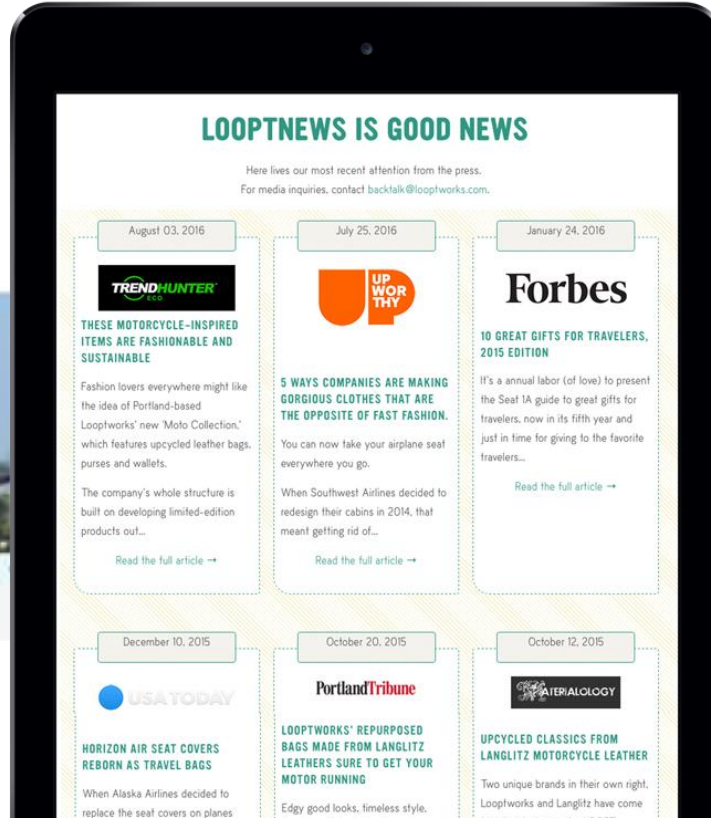 LOOPTNEWS IS GOOD NEWS
Here lives our most recent attention from the press.
For media inquiries, contact backtalk@looptworks.com.
August 03, 2016
TRENDHUNTER
ECO
THESE MOTORCYCLE-INSPIRED
ITEMS ARE FASHIONABLE AND
SUSTAINABLE
Fashion lovers everywhere might like
the idea of Portland-based
Looptworks' new 'Moto Collection,'
which features upcycled leather bags,
purses and wallets.
The company's whole structure is
built on developing limited-edition
products out...
Read the full article →
July 25, 2016
UP
WOR
THY
5 WAYS COMPANIES ARE MAKING
GORGIOUS CLOTHES THAT ARE
THE OPPOSITE OF FAST FASHION.
You can now take your airplane seat
everywhere you go.
When Southwest Airlines decided to
redesign their cabins in 2014, that
meant getting rid of...
Read the full article →
January 24, 2016
Forbes
10 GREAT GIFTS FOR TRAVELERS,
2015 EDITION
It's a annual labor (of love) to present
the Seat 1A guide to great gifts for
travelers, now in its fifth year and
just in time for giving to the favorite
travelers...
Read the full article →
December 10, 2015
USA TODAY
HORIZON AIR SEAT COVERS
REBORN AS TRAVEL BAGS
When Alaska Airlines decided to
replace the seat covers on planes
October 20, 2015
PortlandTribune
LOOPTWORKS' REPURPOSED
BAGS MADE FROM LANGLITZ
LEATHERS SURE TO GET YOUR
MOTOR RUNNING
Edgy good looks, timeless style,
October 12, 2015
ATERIALOLOGY
UPCYCLED CLASSICS FROM
LANGLITZ MOTORCYCLE LEATHER
Two unique brands in their own right,
Looptworks and Langlitz have come